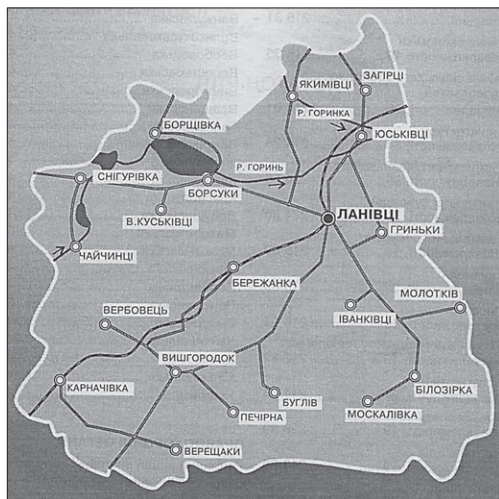 ЗАГІРЦІ
ЯКИМІВЦІ
Р. ГОРИНКА
БОРЩІВКА
ЮСЬКІВЦІ
Р. ГОРИНЬ
СНІГУРІВКА
БОРСУКИ
В.КУСЬКІВЦІ
ЛАНІВЦІ
ГРИНЬКИ
ЧАЙЧИНЦІ
БЕРЕЖАНКА
МОЛОТКІВ
ВЕРБОВЕЦЬ
ІВАНКІВЦІ
ВИШГОРОДОК
КАРНАЧІВКА
БІЛОЗІРКА
БУГЛІВ
МОСКАЛІВКА
ПЕЧІРНА
ВЕРЕЩАКИ